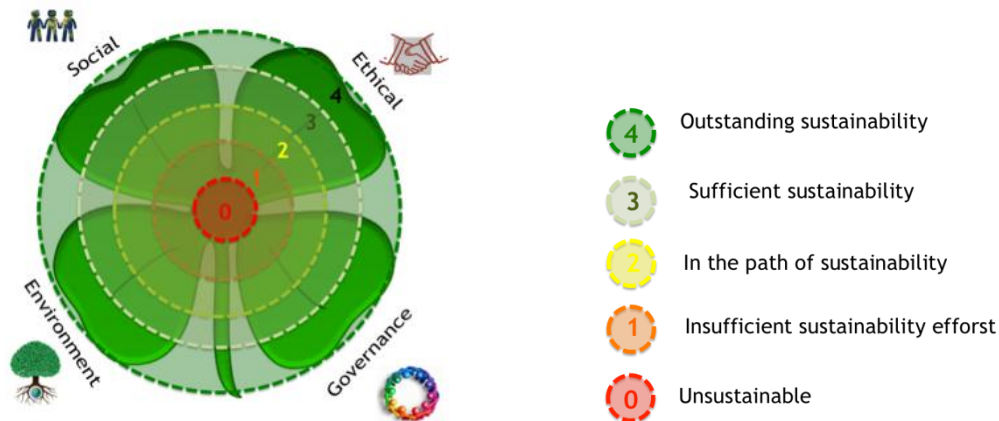 Social
Ethical
4
3
2
1
0
Environment
Governance
4 Outstanding sustainability
3 Sufficient sustainability
2 In the path of sustainability
1 Insufficient sustainability efforst
0 Unsustainable